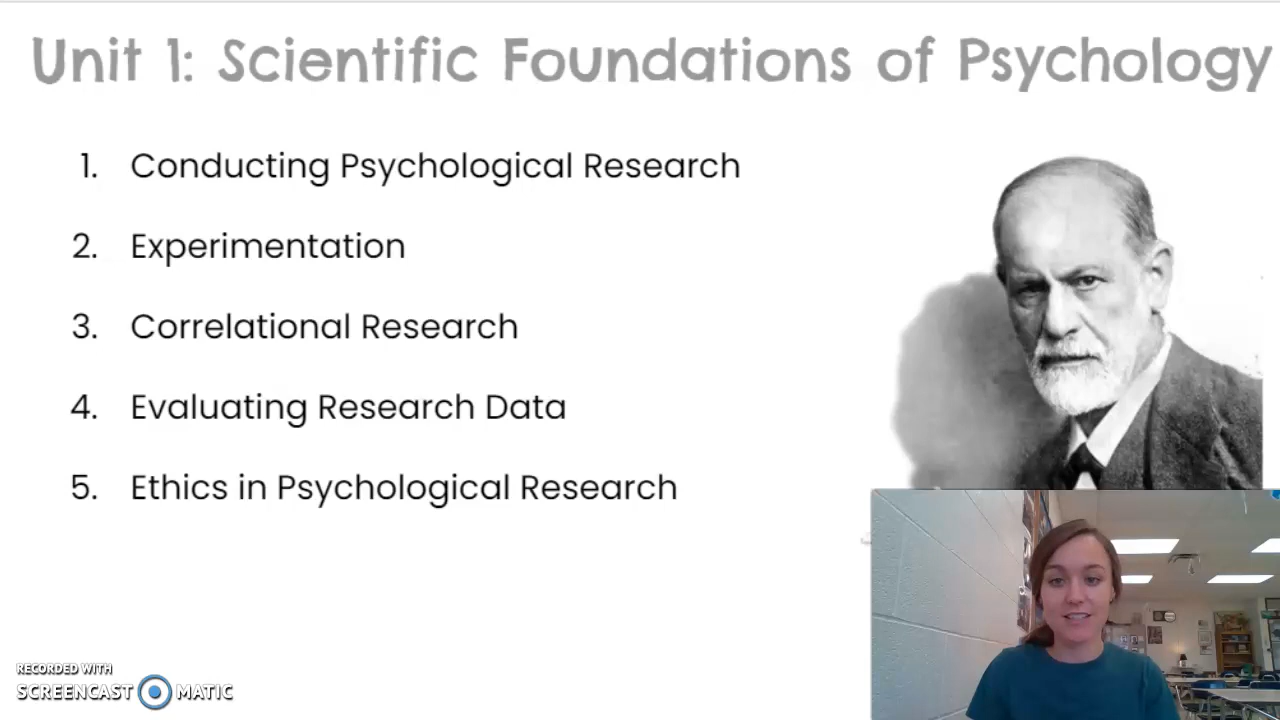 Unit 1: Scientific Foundations of Psychology
1. Conducting Psychological Research
2. Experimentation
3. Correlational Research
4. Evaluating Research Data
5. Ethics in Psychological Research
RECORDED WITH
SCREENCAST MATIC